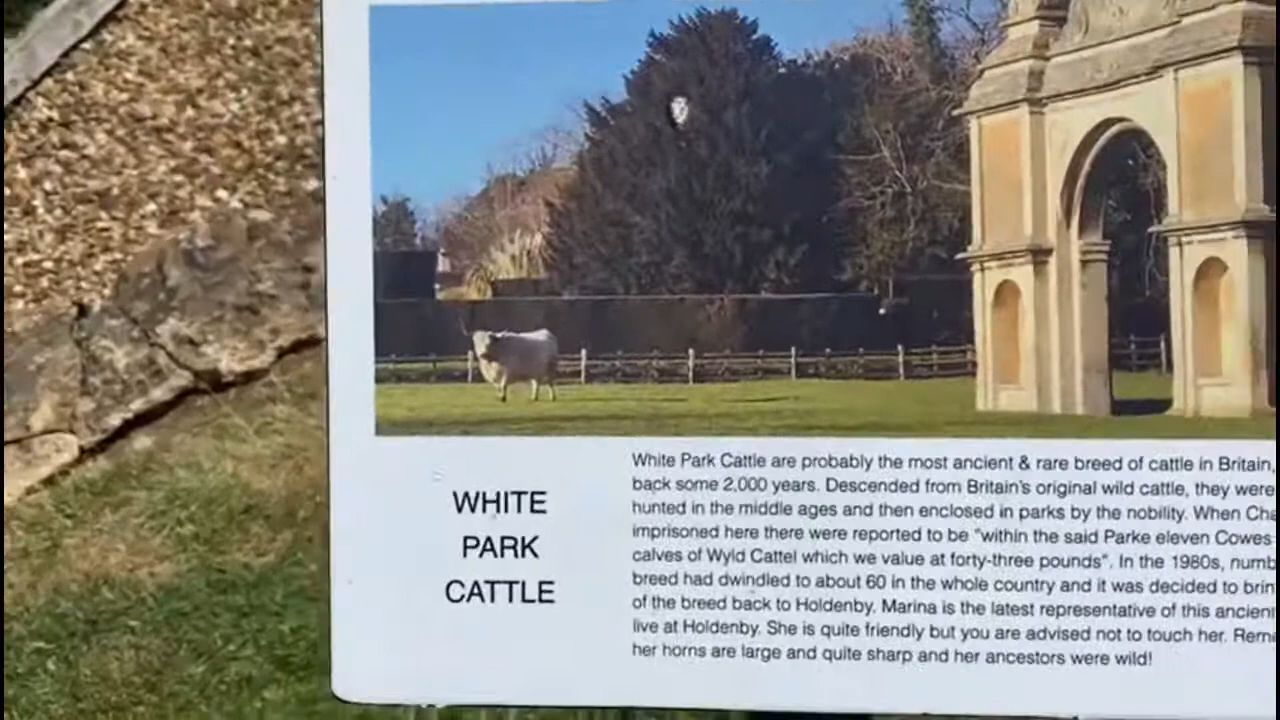 WHITE
PARK
CATTLE
White Park Cattle are probably the most ancient & rare breed of cattle in Britain,
back some 2,000 years. Descended from Britain's original wild cattle, they were
hunted in the middle ages and then enclosed in parks by the nobility. When Cha
imprisoned here there were reported to be "within the said Parke eleven Cowes
calves of Wyld Cattel which we value at forty-three pounds". In the 1980s, numb
breed had dwindled to about 60 in the whole country and it was decided to brin
of the breed back to Holdenby. Marina is the latest representative of this ancien
live at Holdenby. She is quite friendly but you are advised not to touch her. Rem
her horns are large and quite sharp and her ancestors were wild!